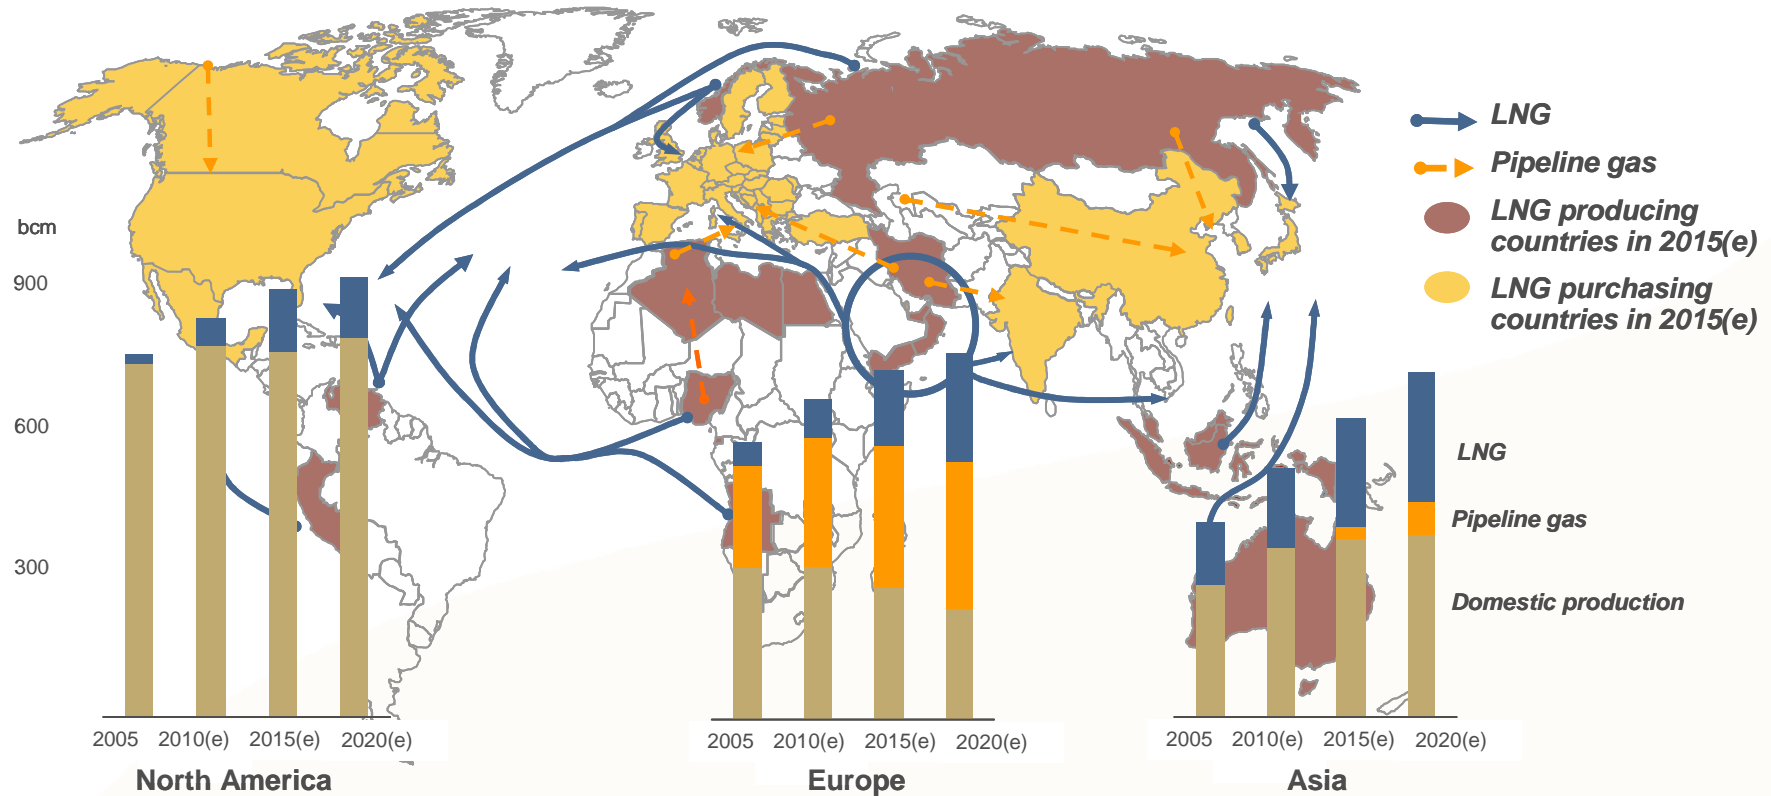 LNG
Pipeline gas
LNG producing
countries in 2015(e)
LNG purchasing
countries in 2015(e)
bcm
900
600
300
LNG
Pipeline gas
Domestic production
2005 2010(e) 2015(e) 2020(e)
North America
2005 2010(e) 2015(e) 2020(e)
Europe
2005 2010(e) 2015(e) 2020(e)
Asia